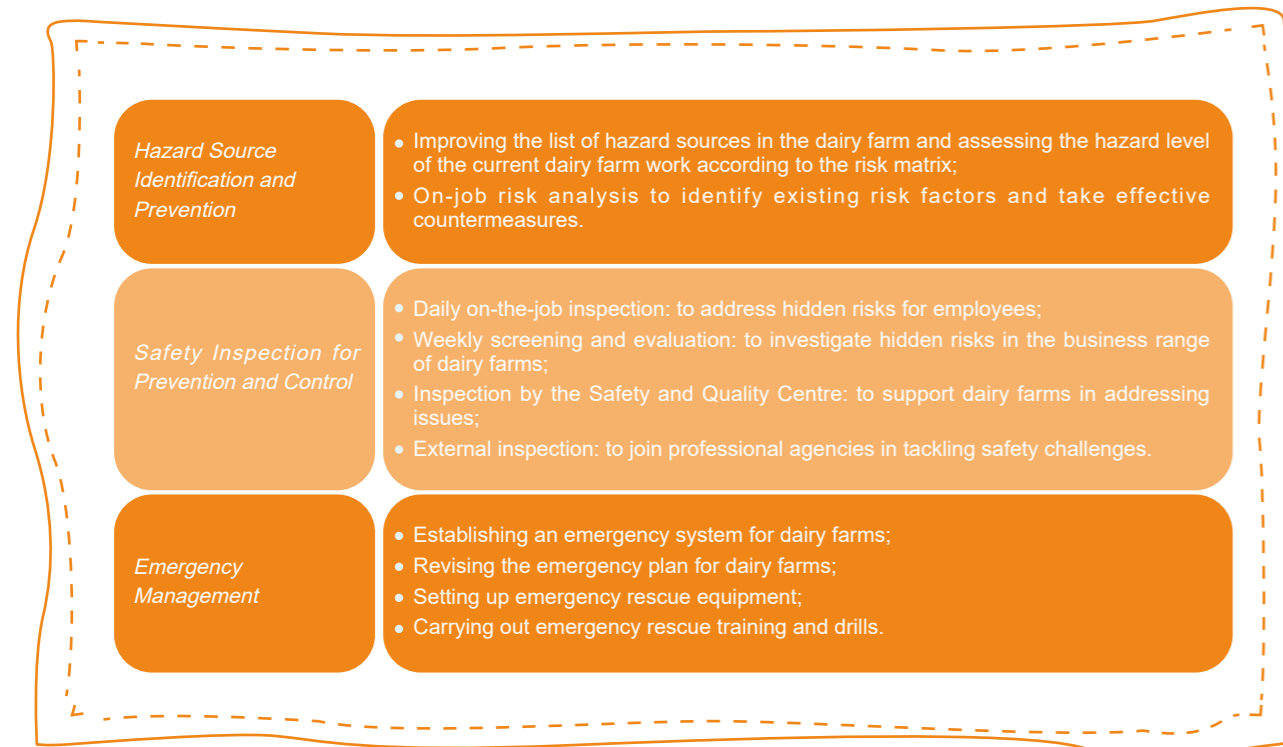 Hazard Source
Identification and
Prevention
• Improving the list of hazard sources in the dairy farm and assessing the hazard level
of the current dairy farm work according to the risk matrix;
• On-job risk analysis to identify existing risk factors and take effective
countermeasures.
Safety Inspection for
Prevention and Control
• Daily on-the-job inspection: to address hidden risks for employees;
• Weekly screening and evaluation: to investigate hidden risks in the business range
of dairy farms;
• Inspection by the Safety and Quality Centre: to support dairy farms in addressing
issues;
• External inspection: to join professional agencies in tackling safety challenges.
Emergency
Management
• Establishing an emergency system for dairy farms;
• Revising the emergency plan for dairy farms;
• Setting up emergency rescue equipment;
• Carrying out emergency rescue training and drills.